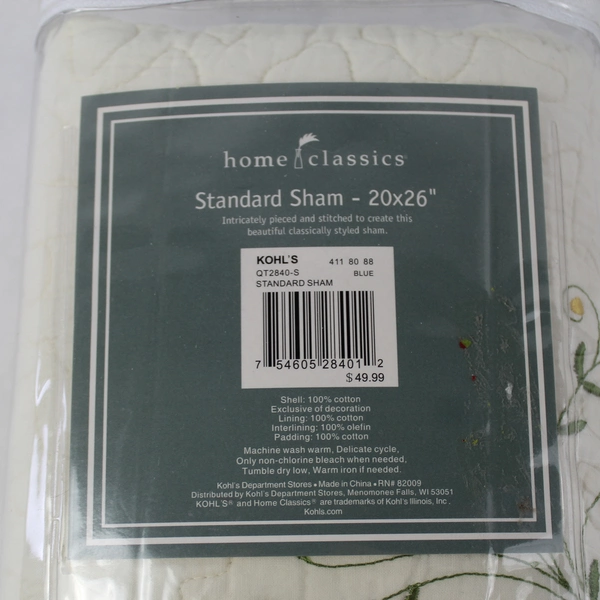 home classics®
Standard Sham - 20x26"
Intricately pieced and stitched to create this
beautiful classically styled sham.
KOHL'S 411 80 88
QT2840-S BLUE
STANDARD SHAM
7 54605 28401 2
$49.99
Shell: 100% cotton
Exclusive of decoration
Lining: 100% cotton
Interlining: 100% olefin
Padding: 100% cotton
Machine wash warm, Delicate cycle,
Only non-chlorine bleach when needed,
Tumble dry low, Warm iron if needed.
Kohl's Department Stores • Made in China • RN# 82009
Distributed by Kohl's Department Stores, Menomonee Falls, WI 53051
KOHL'S® and Home Classics® are trademarks of Kohl's Illinois, Inc.
Kohls.com